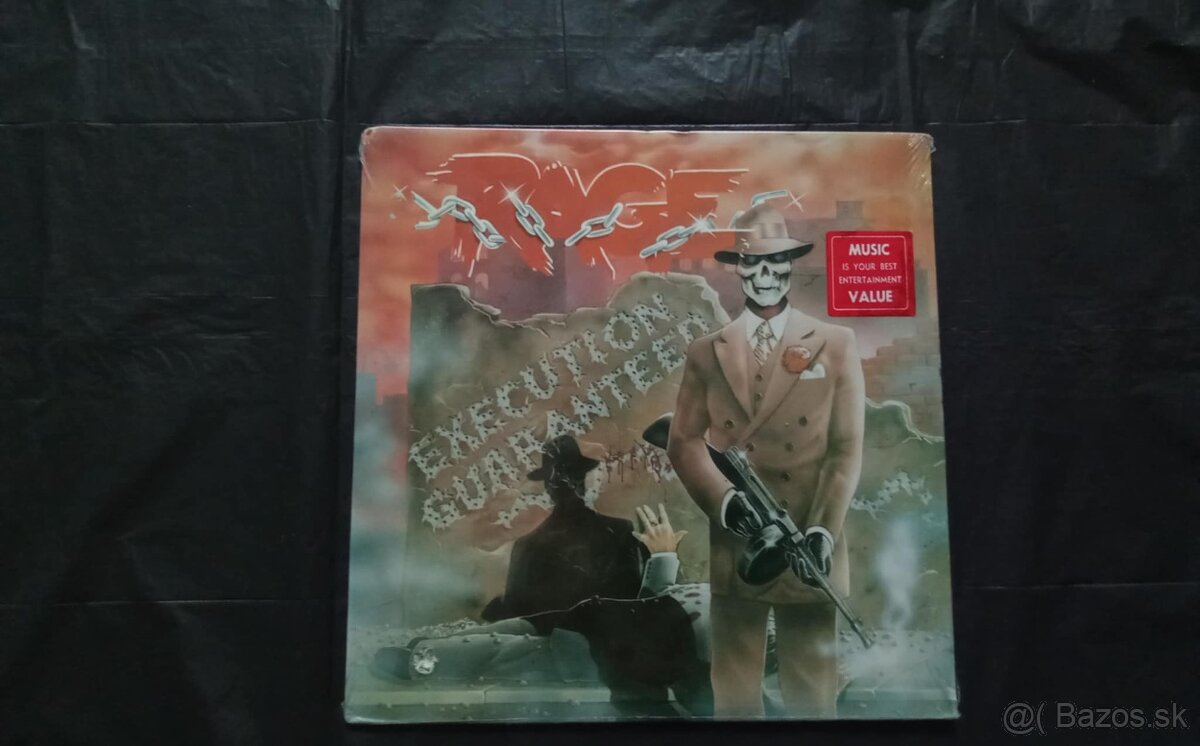 RAGE
MUSIC
IS YOUR BEST
ENTERTAINMENT
VALUE
EXECUTION
GUARANTEED
@( Bazos.sk